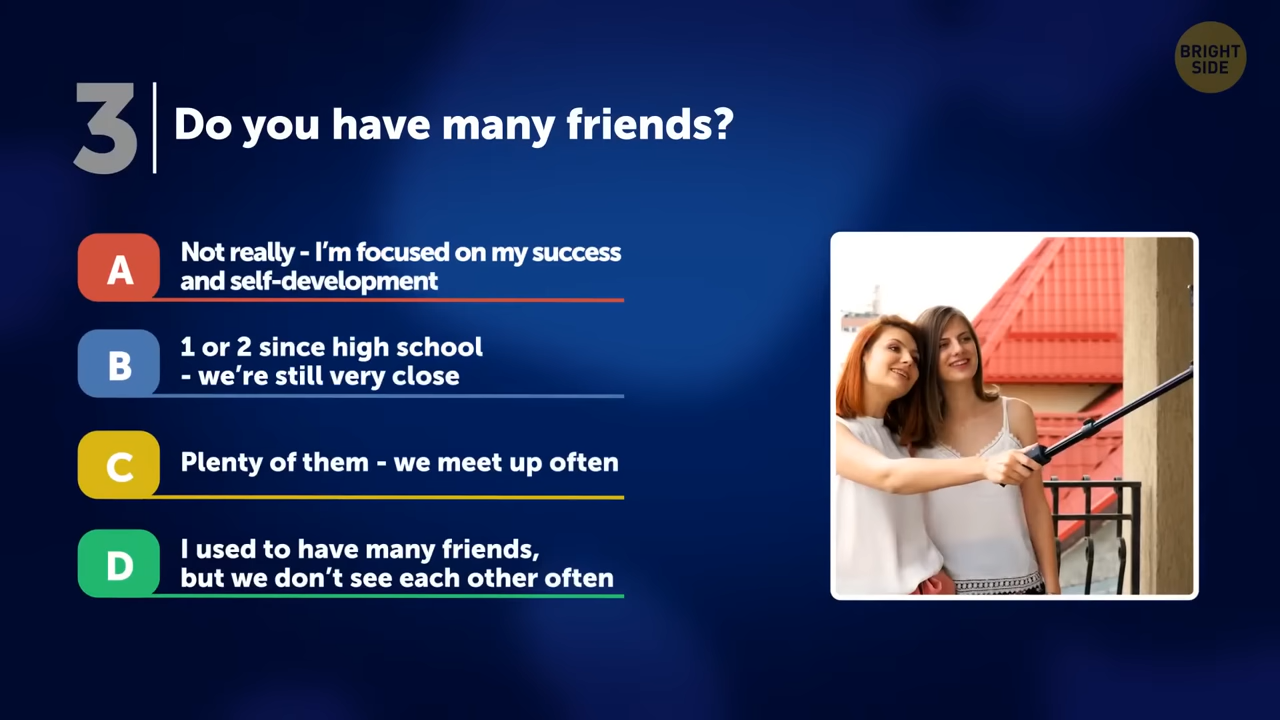 BRIGHT
SIDE
3
Do you have many friends?
A
Not really - I'm focused on my success
and self-development
B
1 or 2 since high school
- we're still very close
C
Plenty of them - we meet up often
D
I used to have many friends,
but we don't see each other often